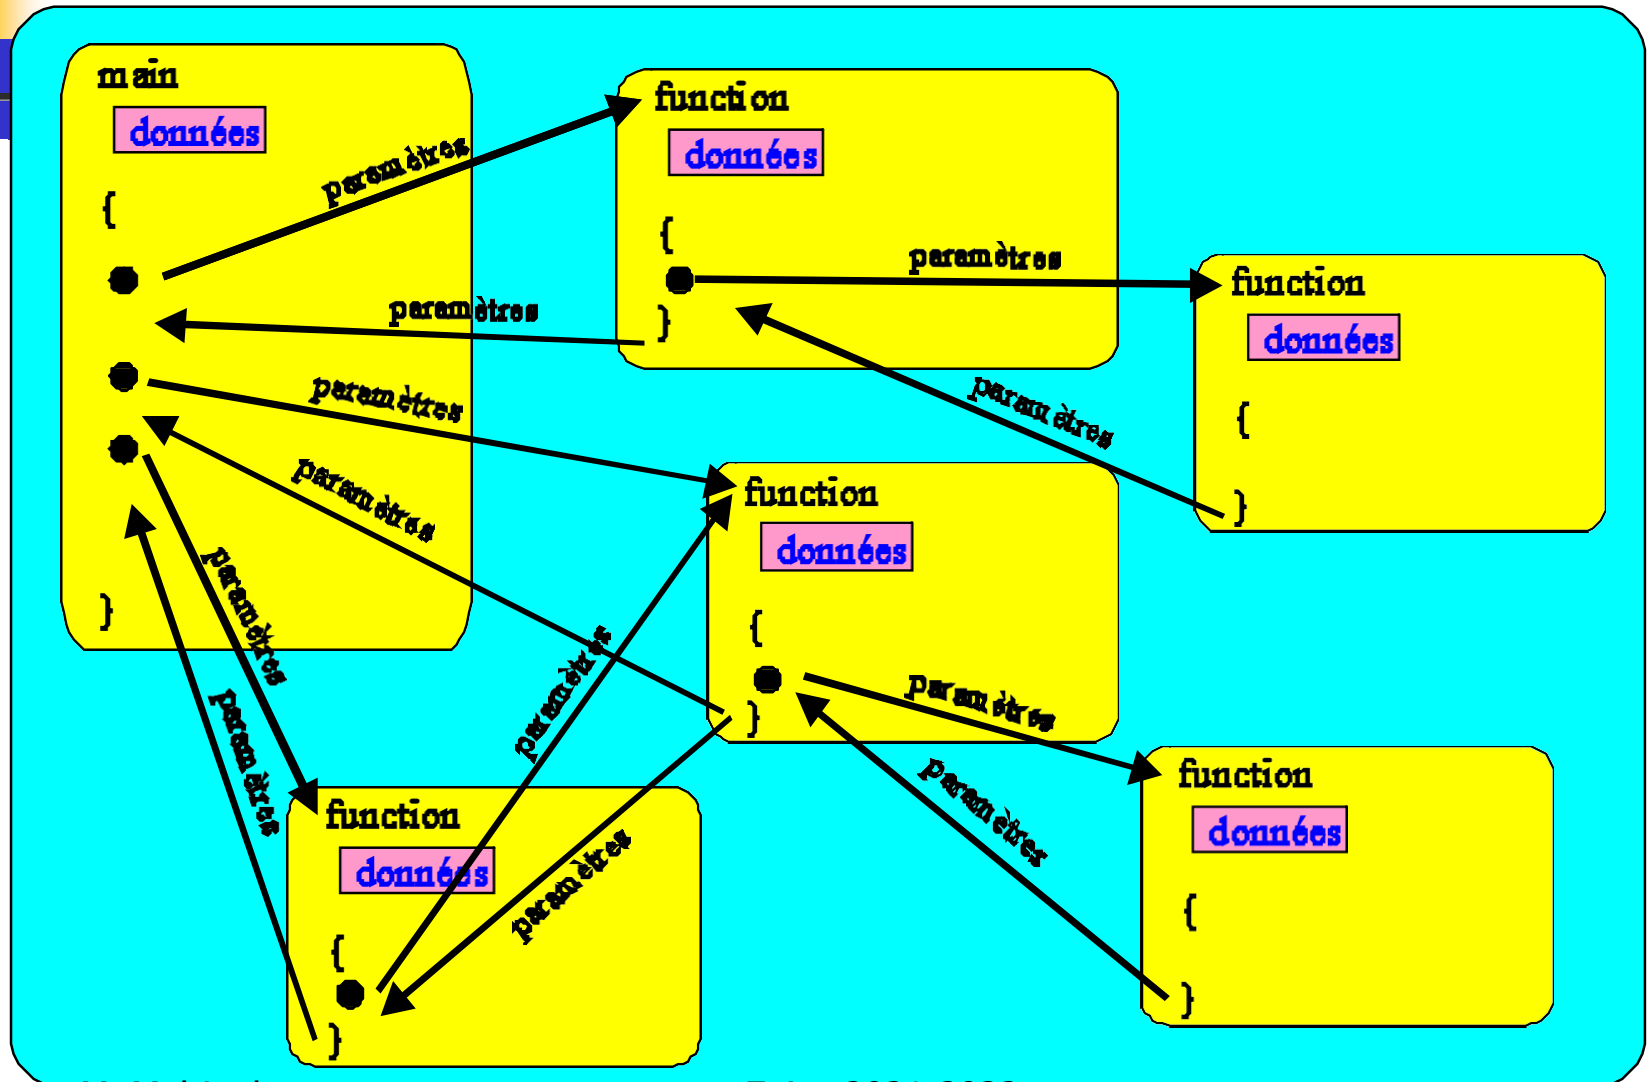 main
données
{
}
paramètres
function
données
{
}
paramètres
paramètres
function
données
{
}
paramètres
paramètres
paramètres
function
données
{
}
paramètres
paramètres
paramètres
paramètres
paramètres
function
données
{
}
paramètres
paramètres
function
données
{
}